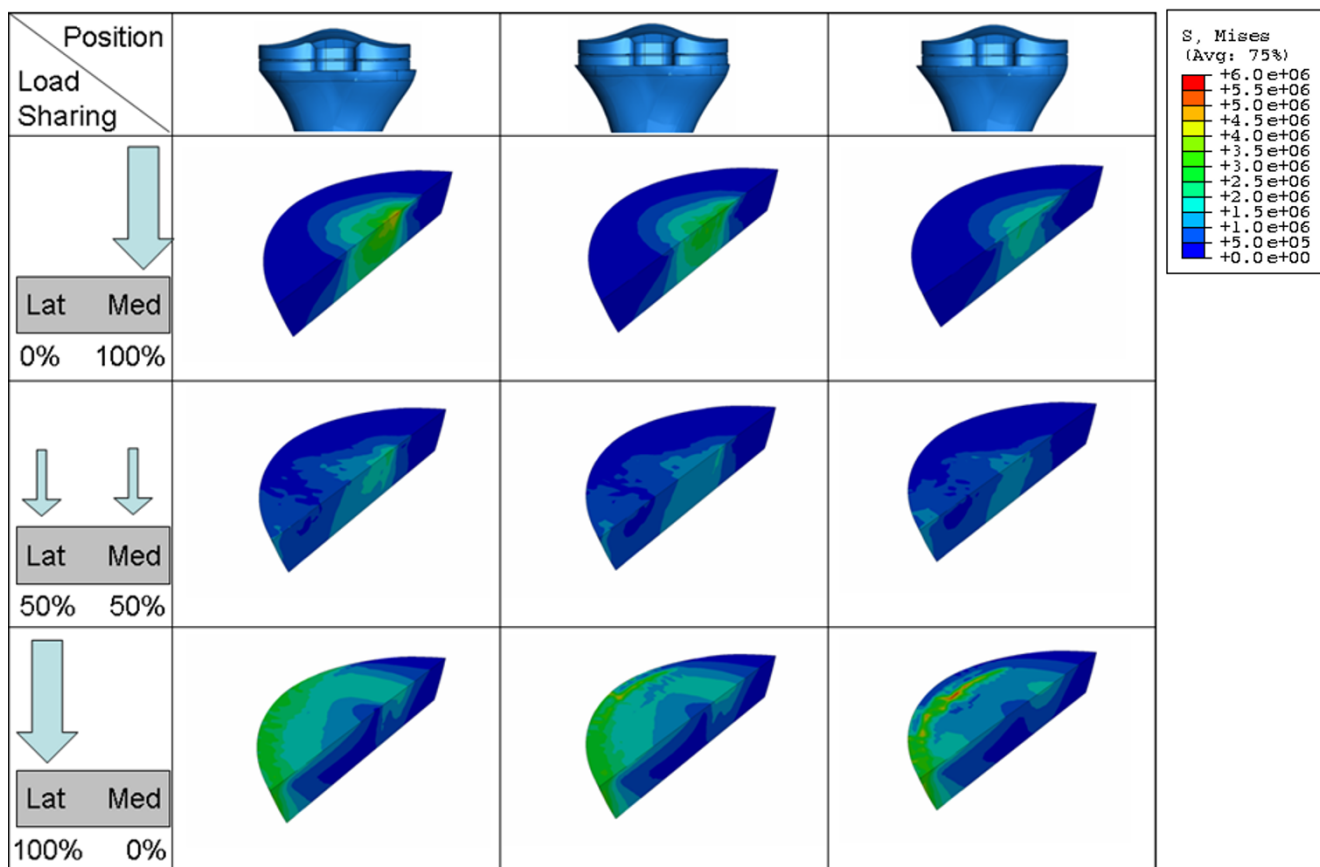 Position
Load
Sharing
S, Mises
(Avg: 75%)
+6.0e+06
+5.5e+06
+5.0e+06
+4.5e+06
+4.0e+06
+3.5e+06
+3.0e+06
+2.5e+06
+2.0e+06
+1.5e+06
+1.0e+06
+5.0e+05
+0.0e+00
Lat Med
0% 100%
Lat Med
50% 50%
Lat Med
100% 0%